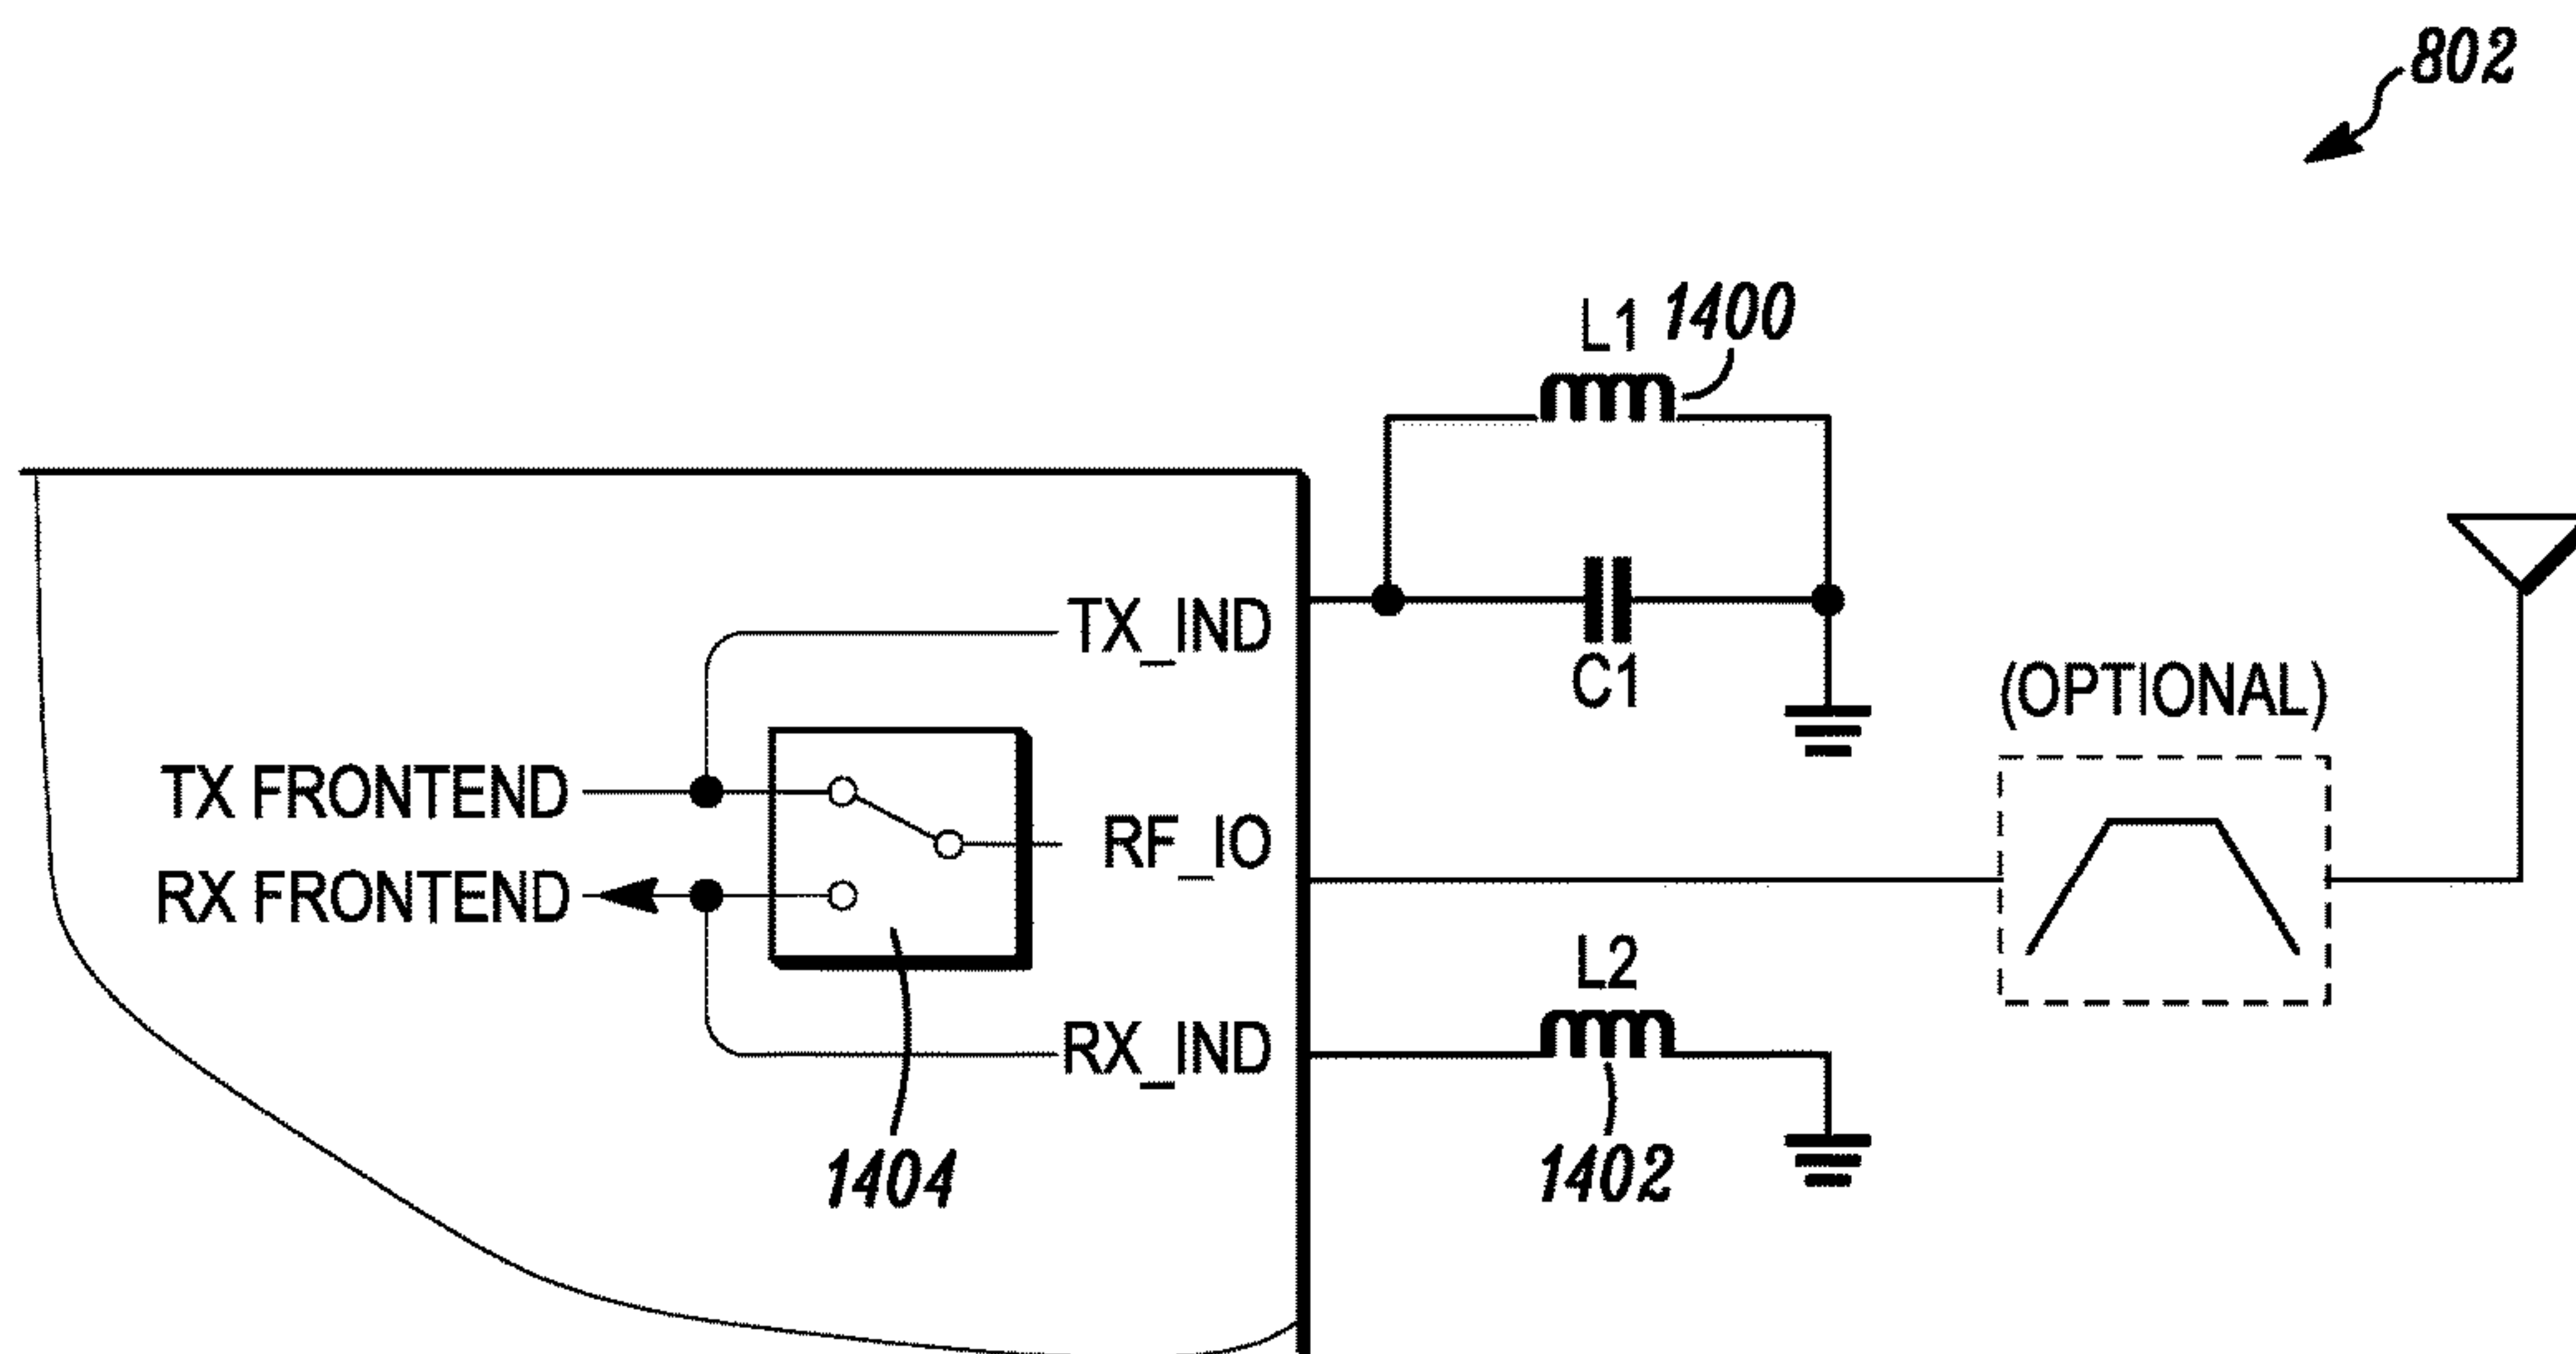 802
L1 1400
C1
(OPTIONAL)
TX_IND
TX FRONTEND
RF_IO
RX FRONTEND
L2
RX_IND
1404
1402